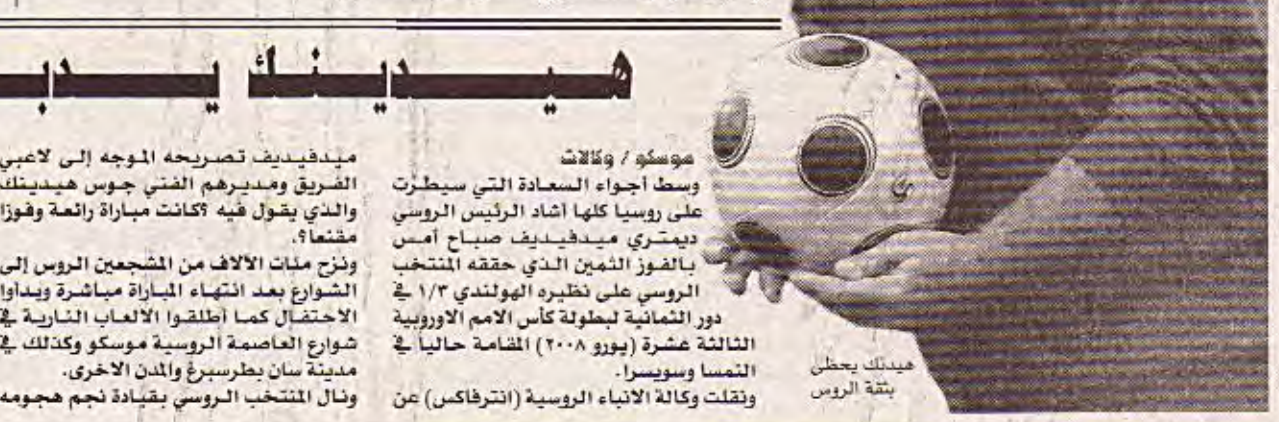 هيدينك يدبـ
موسكو / وكالات
وسط أجواء السعادة التي سيطرت
على روسيا كلها أشاد الرئيس الروسي
ديمتري ميدفيديف صباح أمس
بالفوز الثمين الذي حققه المنتخب
الروسي على نظيره الهولندي ١/٣ في
دور الثمانية لبطولة كأس الامم الاوروبية
الثالثة عشرة (يورو ٢٠٠٨) المقامة حالياً في
النمسا وسويسرا.
ونقلت وكالة الانباء الروسية (انترفاكس) عن
ميدفيديف تصريحه الموجه إلى لاعبي
الفريق ومديرهم الفني جوس هيدينك
والذي يقول فيه ؟كانت مباراة رائعة وفوزا
مقنعا؟.
ونزح مئات الآلاف من المشجعين الروس إلى
الشوارع بعد انتهاء المباراة مباشرة وبدأوا
الاحتفال كما أطلقوا الالعاب النارية في
شوارع العاصمة الروسية موسكو وكذلك في
مدينة سان بطرسبرغ والمدن الاخرى.
ونال المنتخب الروسي بقيادة نجم هجومه
هيدنك يحظى
بثقة الروس